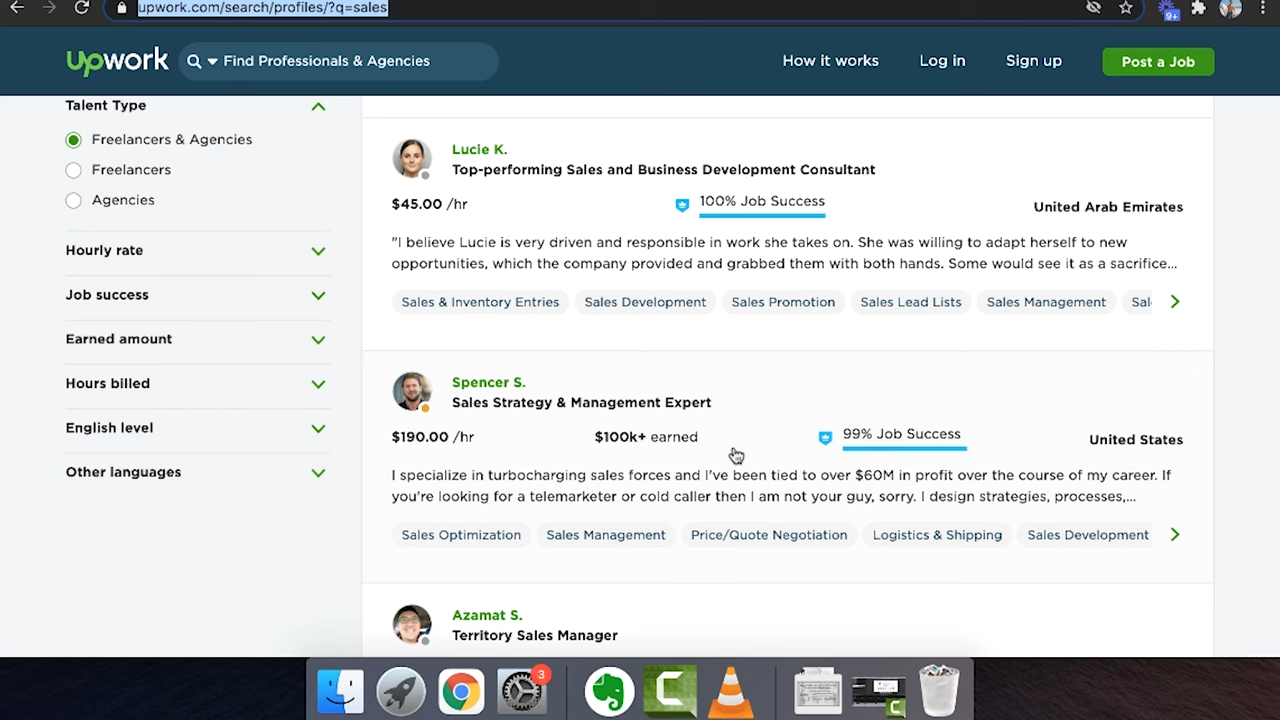 upwork.com/search/profiles/?q=sales
9+
upwork
Find Professionals & Agencies
How it works
Log in
Sign up
Post a Job
Talent Type
Freelancers & Agencies
Freelancers
Agencies
Hourly rate
Job success
Earned amount
Hours billed
English level
Other languages
Lucie K.
Top-performing Sales and Business Development Consultant
$45.00 /hr
100% Job Success
United Arab Emirates
"I believe Lucie is very driven and responsible in work she takes on. She was willing to adapt herself to new
opportunities, which the company provided and grabbed them with both hands. Some would see it as a sacrifice...
Sales & Inventory Entries
Sales Development
Sales Promotion
Sales Lead Lists
Sales Management
Sal
Spencer S.
Sales Strategy & Management Expert
$190.00 /hr
$100k+ earned
99% Job Success
United States
I specialize in turbocharging sales forces and I've been tied to over $60M in profit over the course of my career. If
you're looking for a telemarketer or cold caller then I am not your guy, sorry. I design strategies, processes,...
Sales Optimization
Sales Management
Price/Quote Negotiation
Logistics & Shipping
Sales Development
Azamat S.
Territory Sales Manager
3